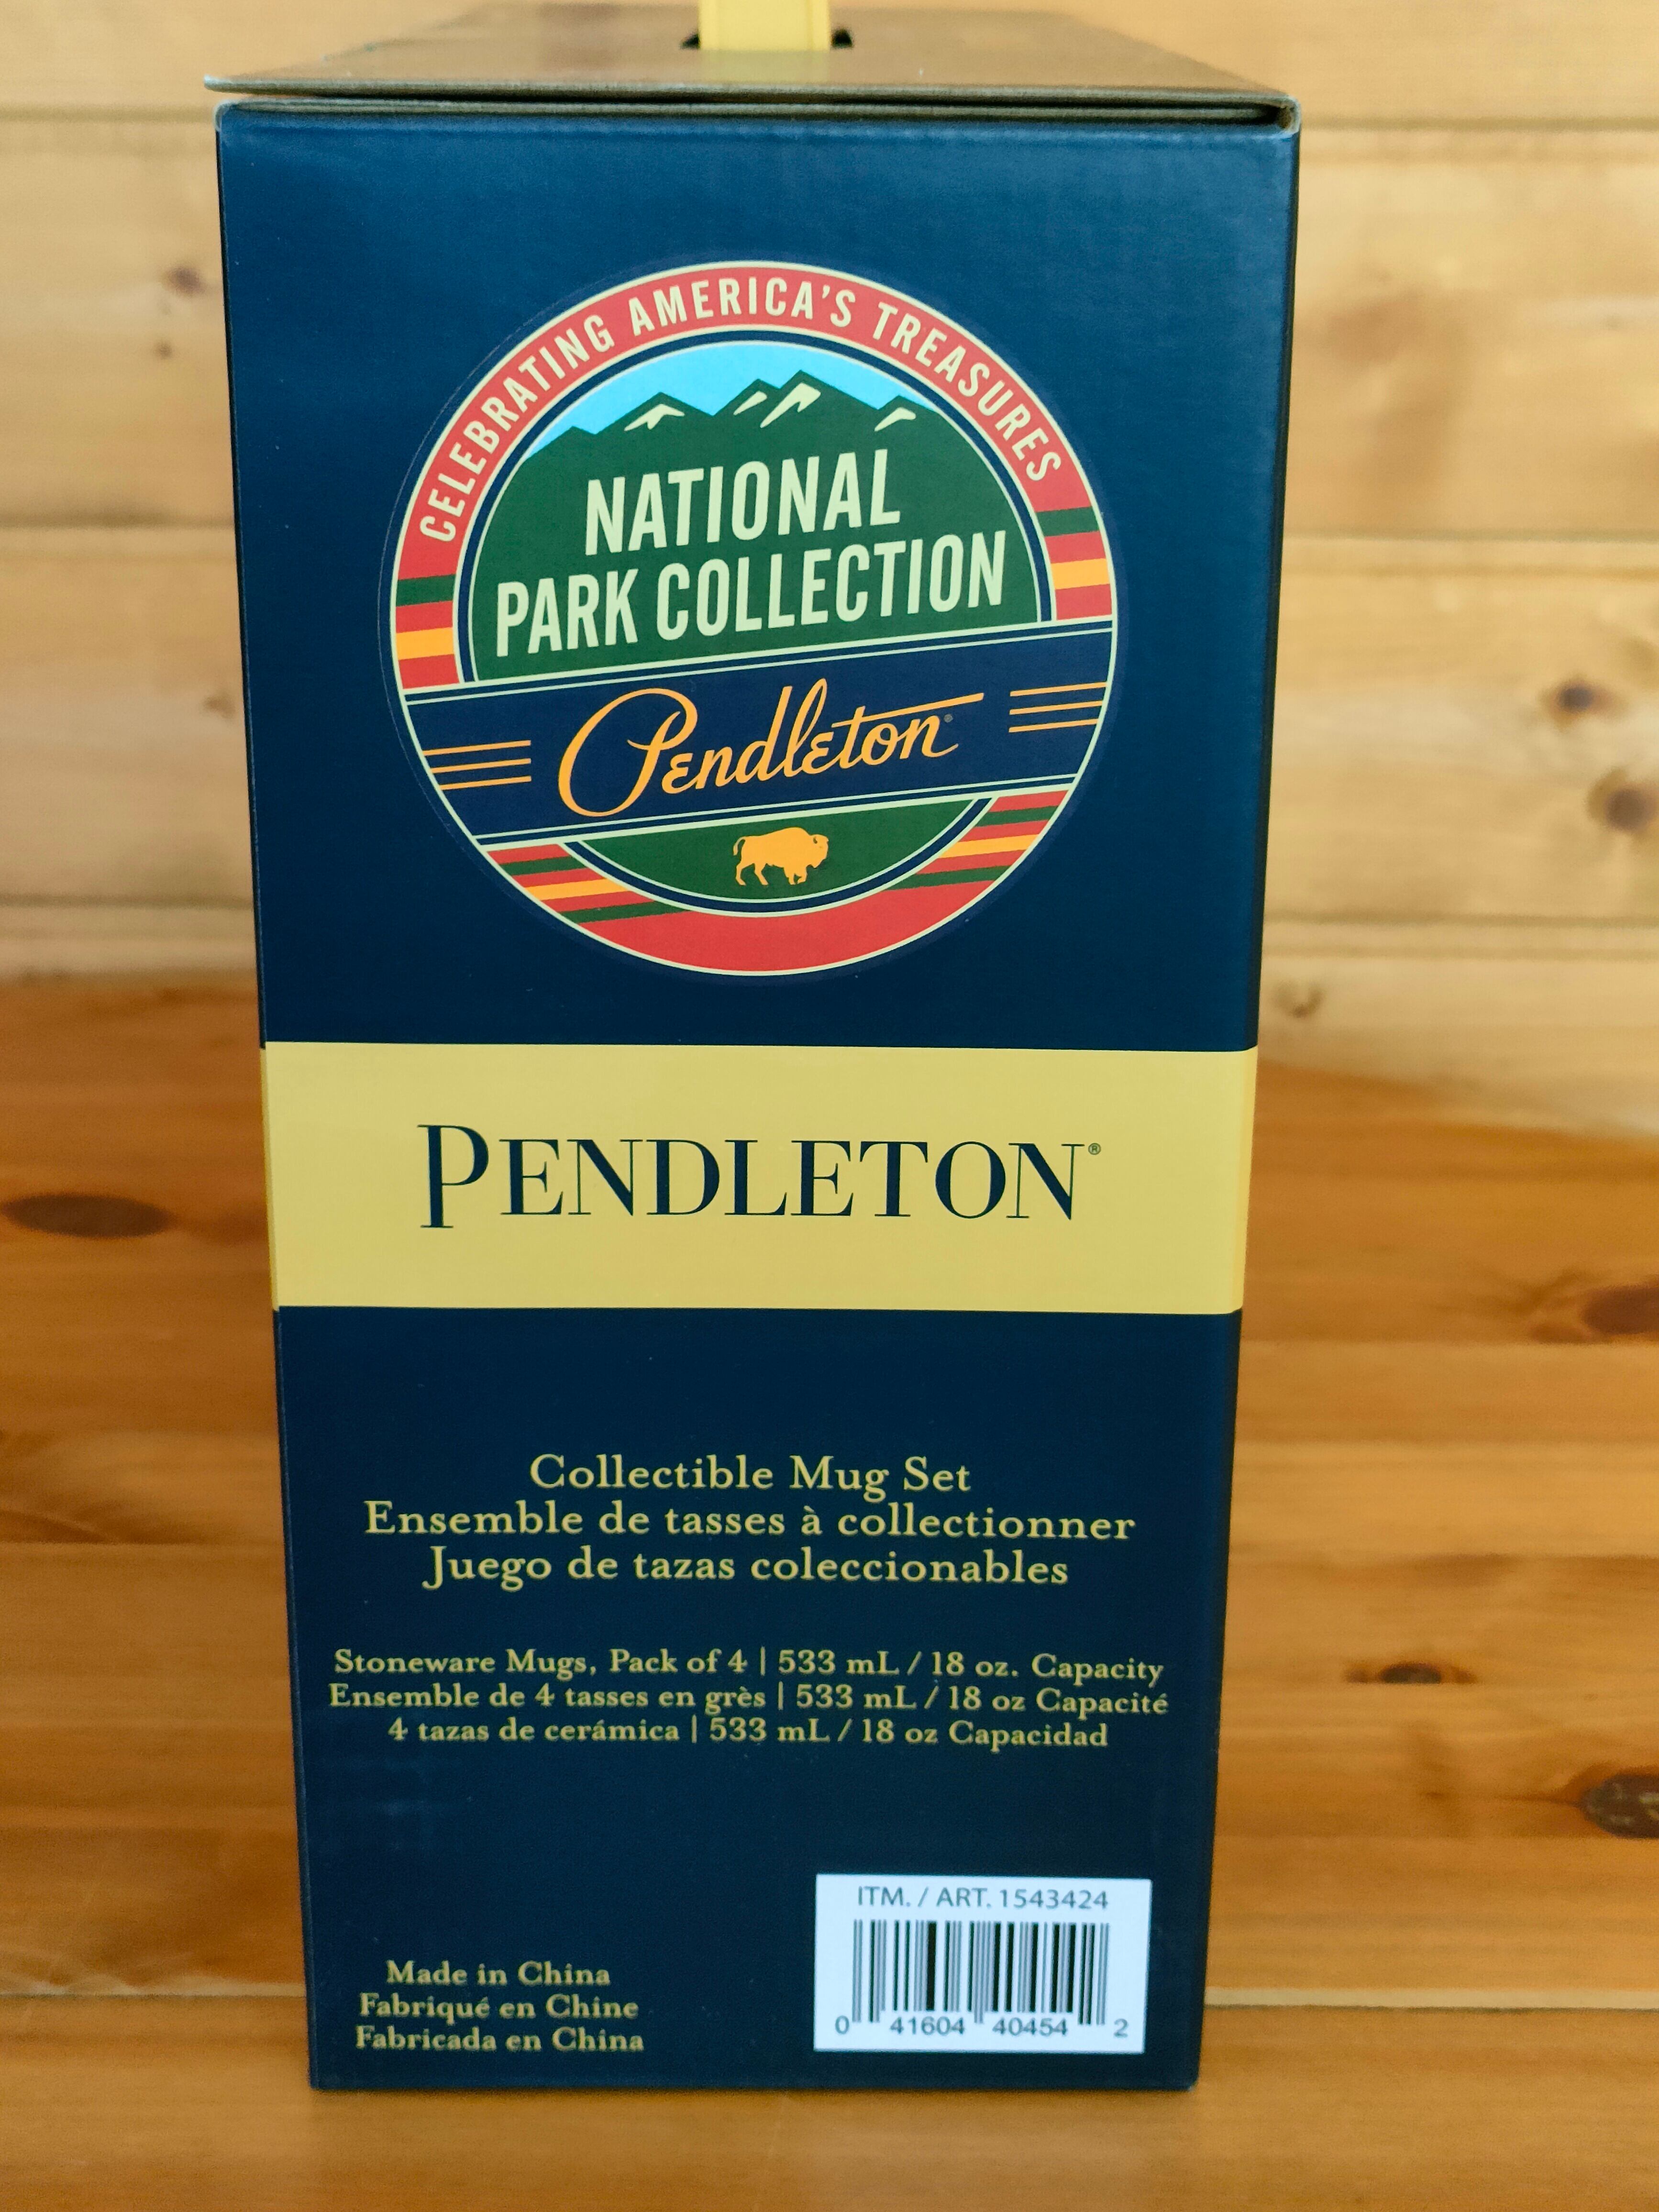 CELEBRATING AMERICA'S TREASURES
NATIONAL
PARK COLLECTION
Pendleton®
PENDLETON®
Collectible Mug Set
Ensemble de tasses à collectionner
Juego de tazas coleccionables
Stoneware Mugs, Pack of 4 | 533 mL / 18 oz. Capacity
Ensemble de 4 tasses en grès | 533 mL / 18 oz Capacité
4 tazas de cerámica | 533 mL / 18 oz Capacidad
ITM. / ART. 1543424
0 41604 40454 2
Made in China
Fabriqué en Chine
Fabricada en China